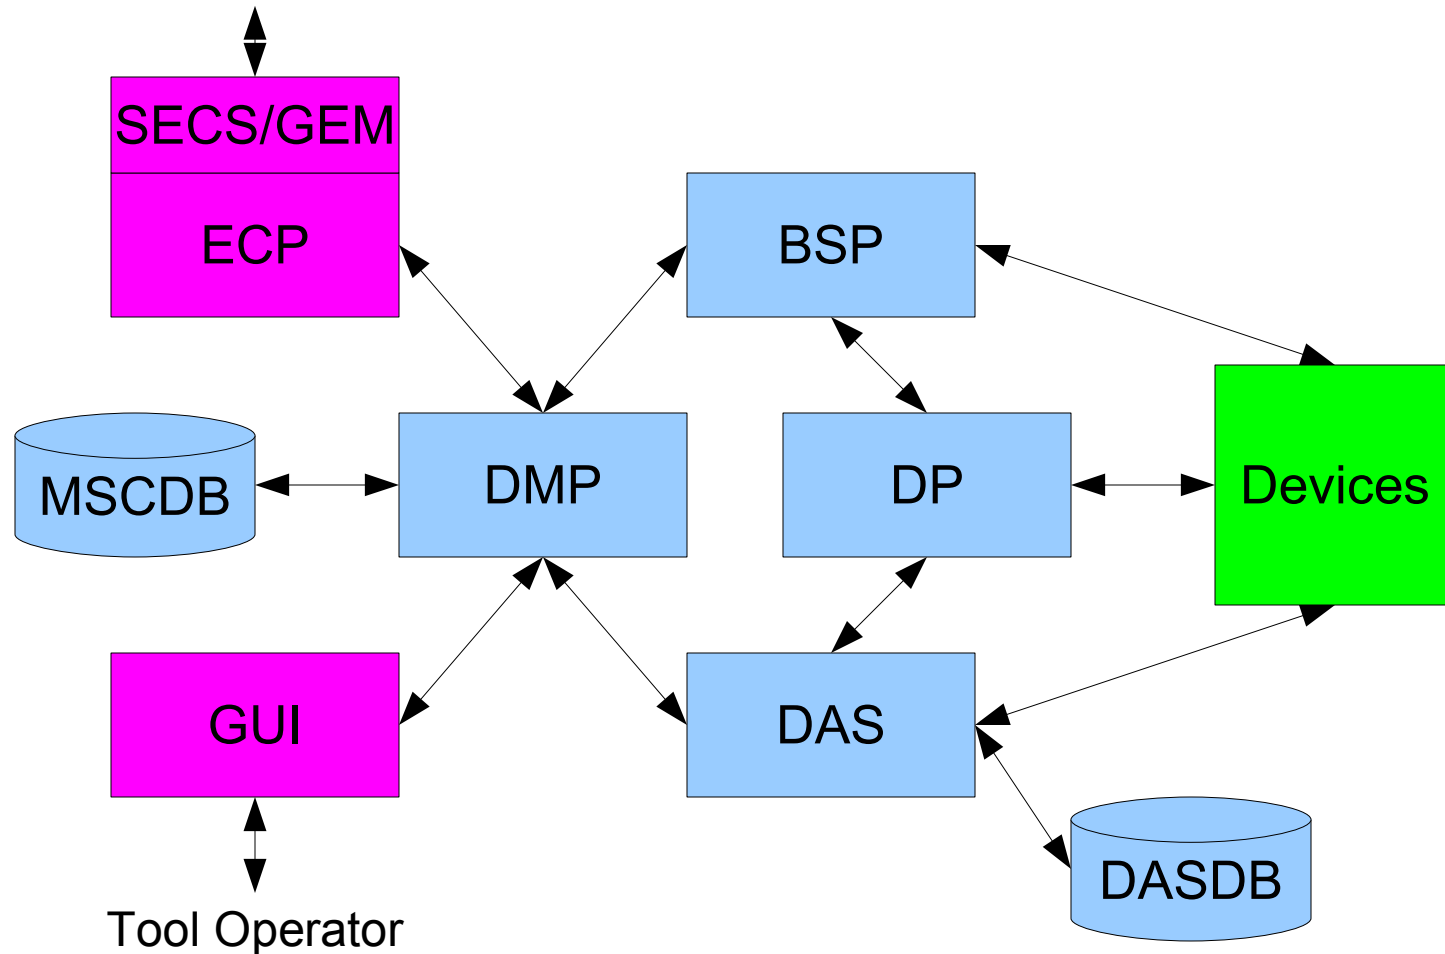 SECS/GEM
ECP
BSP
MSCDB
DMP
DP
Devices
GUI
DAS
DASDB
Tool Operator